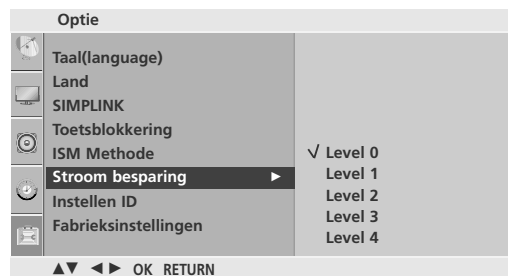 Optie
Taal(language)
Land
SIMPLINK
Toetsblokkering
ISM Methode
Stroom besparing ►
Instellen ID
Fabrieksinstellingen
√ Level 0
Level 1
Level 2
Level 3
Level 4
▲▼ ◄► OK RETURN